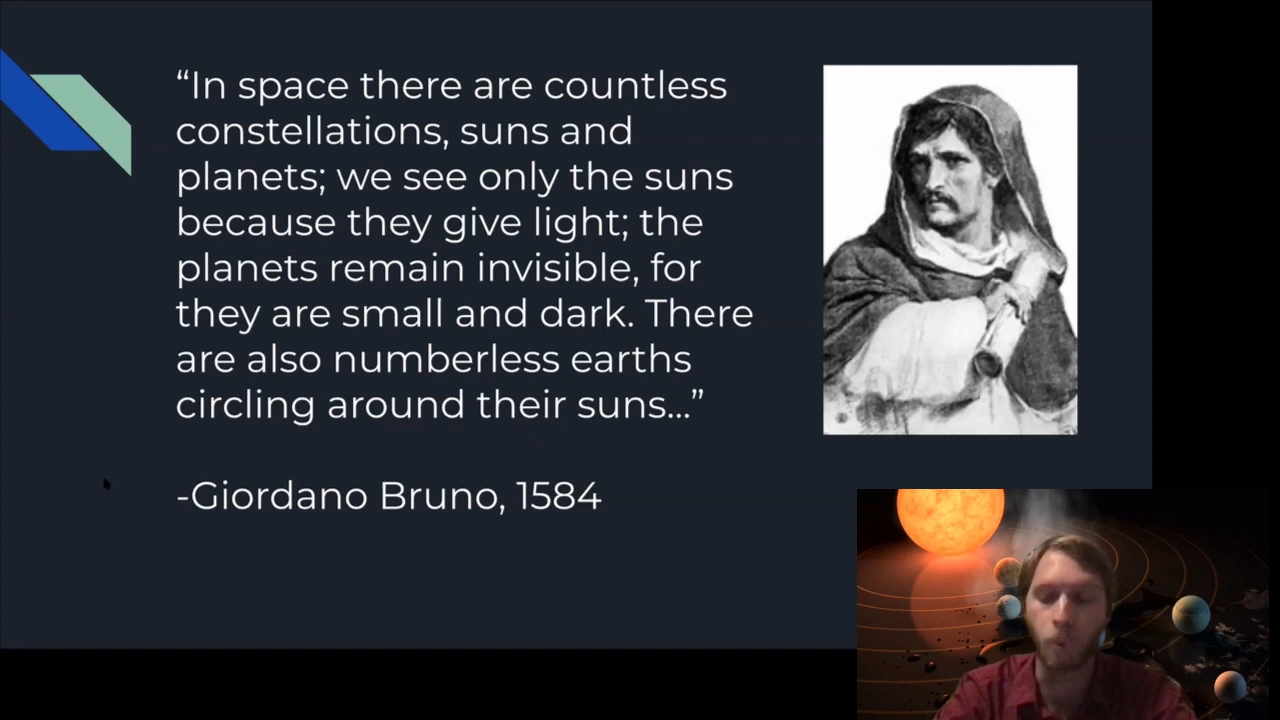 “In space there are countless
constellations, suns and
planets; we see only the suns
because they give light; the
planets remain invisible, for
they are small and dark. There
are also numberless earths
circling around their suns...”
-Giordano Bruno, 1584